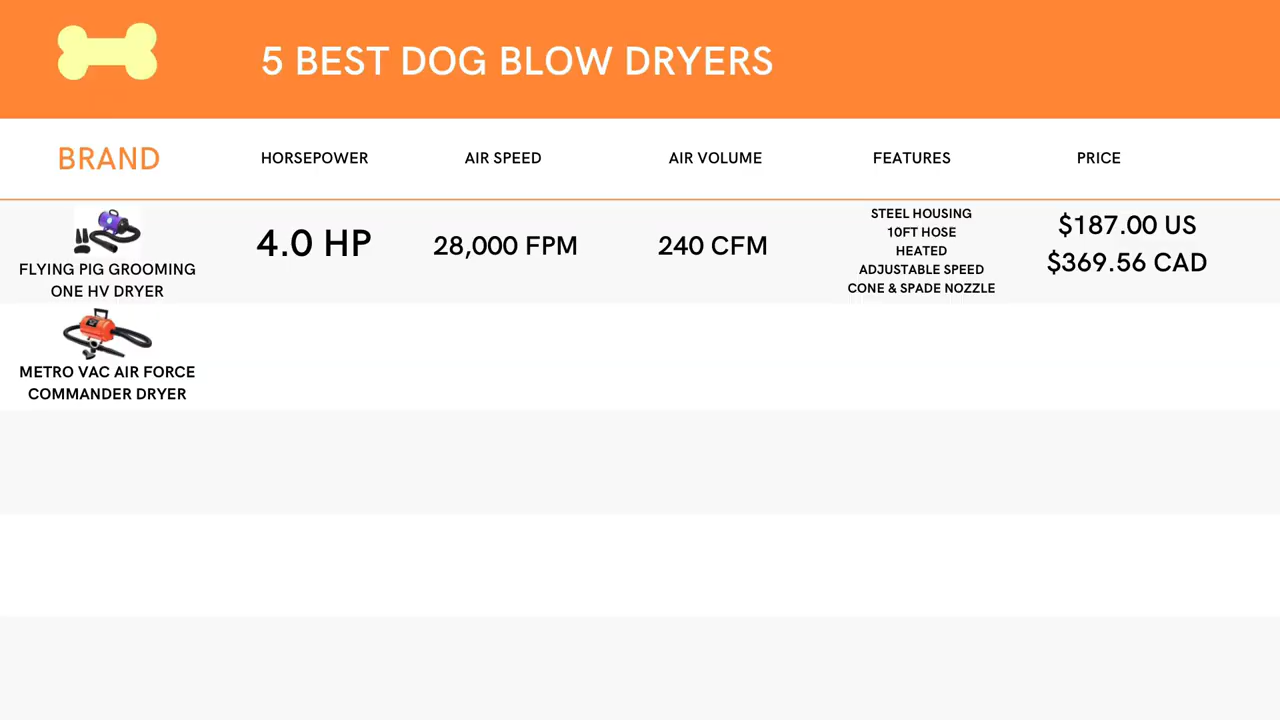 5 BEST DOG BLOW DRYERS
BRAND
HORSEPOWER
AIR SPEED
AIR VOLUME
FEATURES
PRICE
FLYING PIG GROOMING
ONE HV DRYER
4.0 HP
28,000 FPM
240 CFM
STEEL HOUSING
10FT HOSE
HEATED
ADJUSTABLE SPEED
CONE & SPADE NOZZLE
$187.00 US
$369.56 CAD
METRO VAC AIR FORCE
COMMANDER DRYER